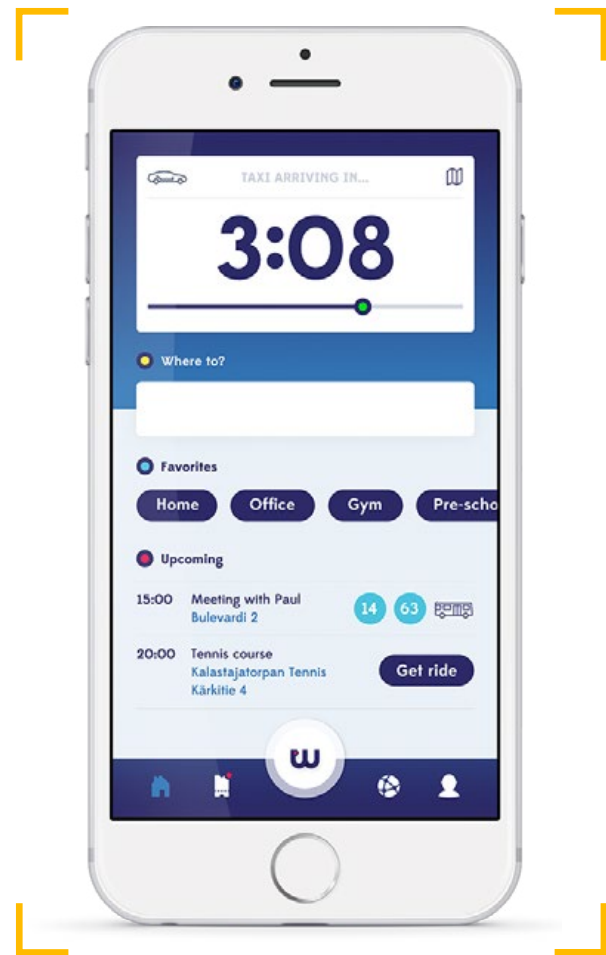 TAXI ARRIVING IN...
3:08
Where to?
Favorites
Home Office Gym Pre-scho
Upcoming
15:00 Meeting with Paul 14 63
Bulevardi 2
20:00 Tennis course
Kalastajatorpan Tennis Get ride
Kärkitie 4
w